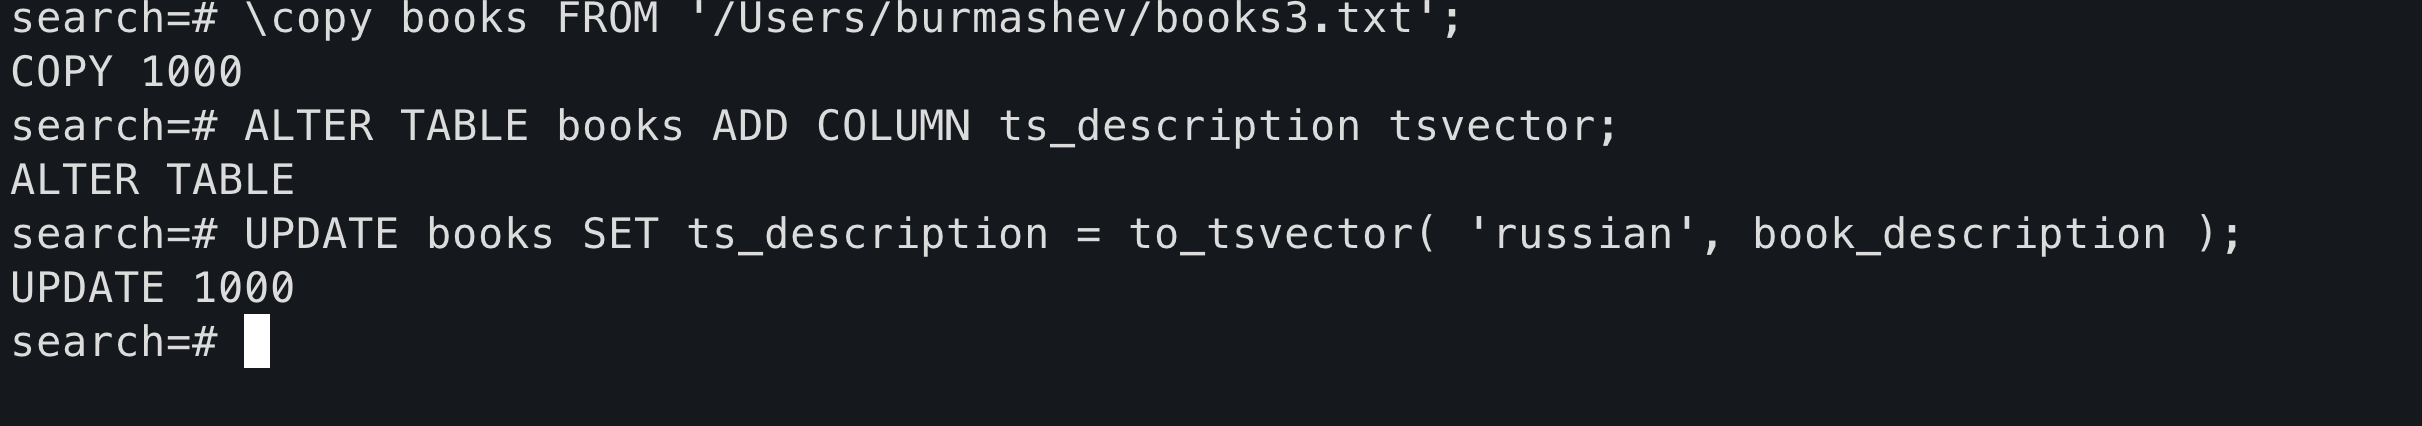 search=# \copy books FROM '/Users/burmashev/books3.txt';
COPY 1000
search=# ALTER TABLE books ADD COLUMN ts_description tsvector;
ALTER TABLE
search=# UPDATE books SET ts_description = to_tsvector( 'russian', book_description );
UPDATE 1000
search=#